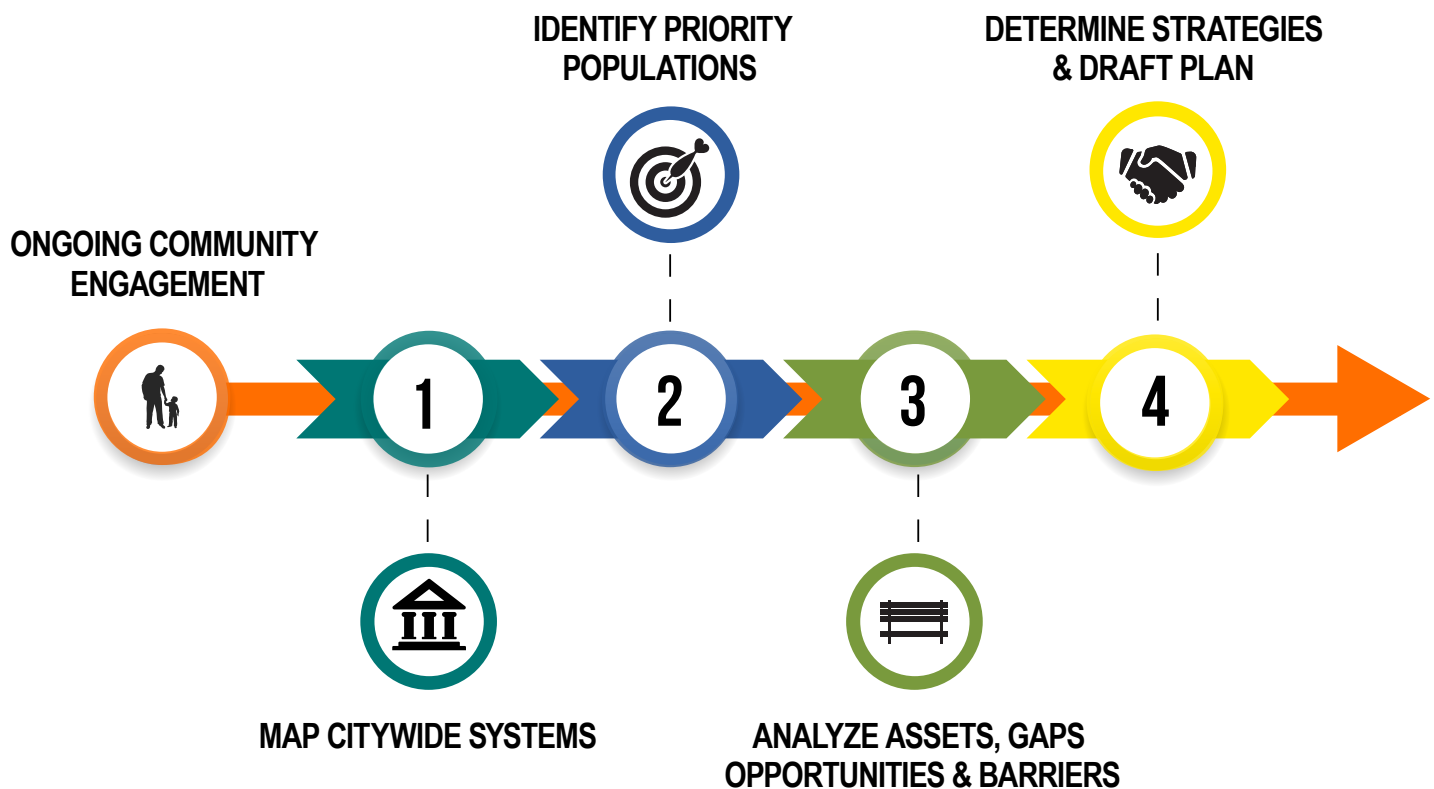 ONGOING COMMUNITY
ENGAGEMENT
1
MAP CITYWIDE SYSTEMS
IDENTIFY PRIORITY
POPULATIONS
2
3
ANALYZE ASSETS, GAPS
OPPORTUNITIES & BARRIERS
DETERMINE STRATEGIES
& DRAFT PLAN
4